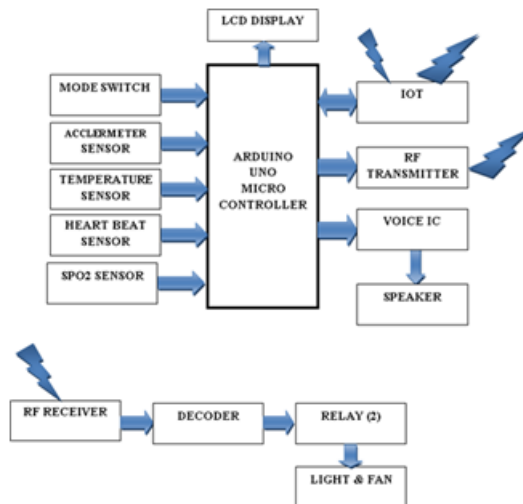 LCD DISPLAY
MODE SWITCH
ACCLERMETER
SENSOR
TEMPERATURE
SENSOR
HEART BEAT
SENSOR
SPO2 SENSOR
ARDUINO
UNO
MICRO
CONTROLLER
IOT
RF
TRANSMITTER
VOICE IC
SPEAKER
RF RECEIVER
DECODER
RELAY (2)
LIGHT & FAN